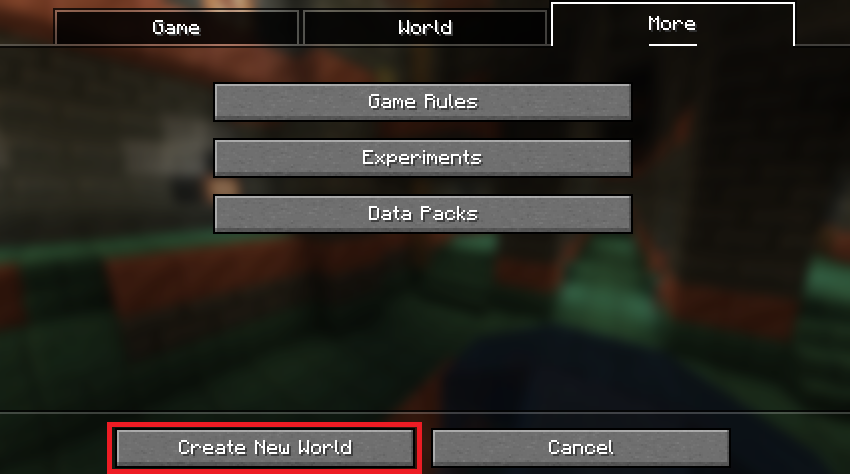 Game World More
Game Rules
Experiments
Data Packs
Create New World Cancel